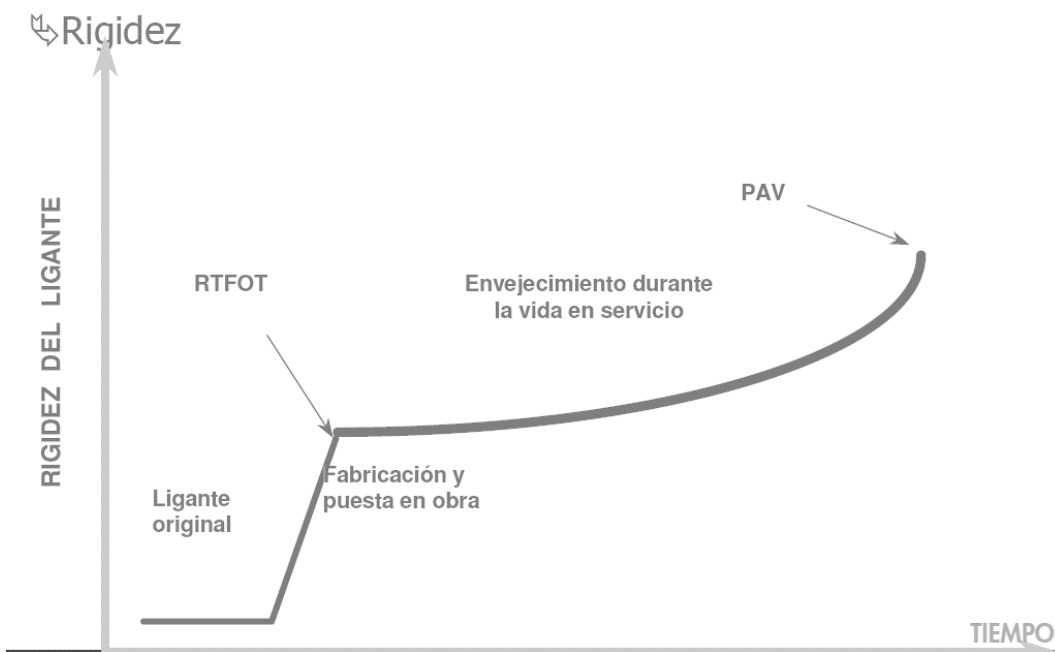 Rigidez
RIGIDEZ DEL LIGANTE
PAV
RTFOT
Envejecimiento durante
la vida en servicio
Fabricación y
puesta en obra
Ligante
original
TIEMPO